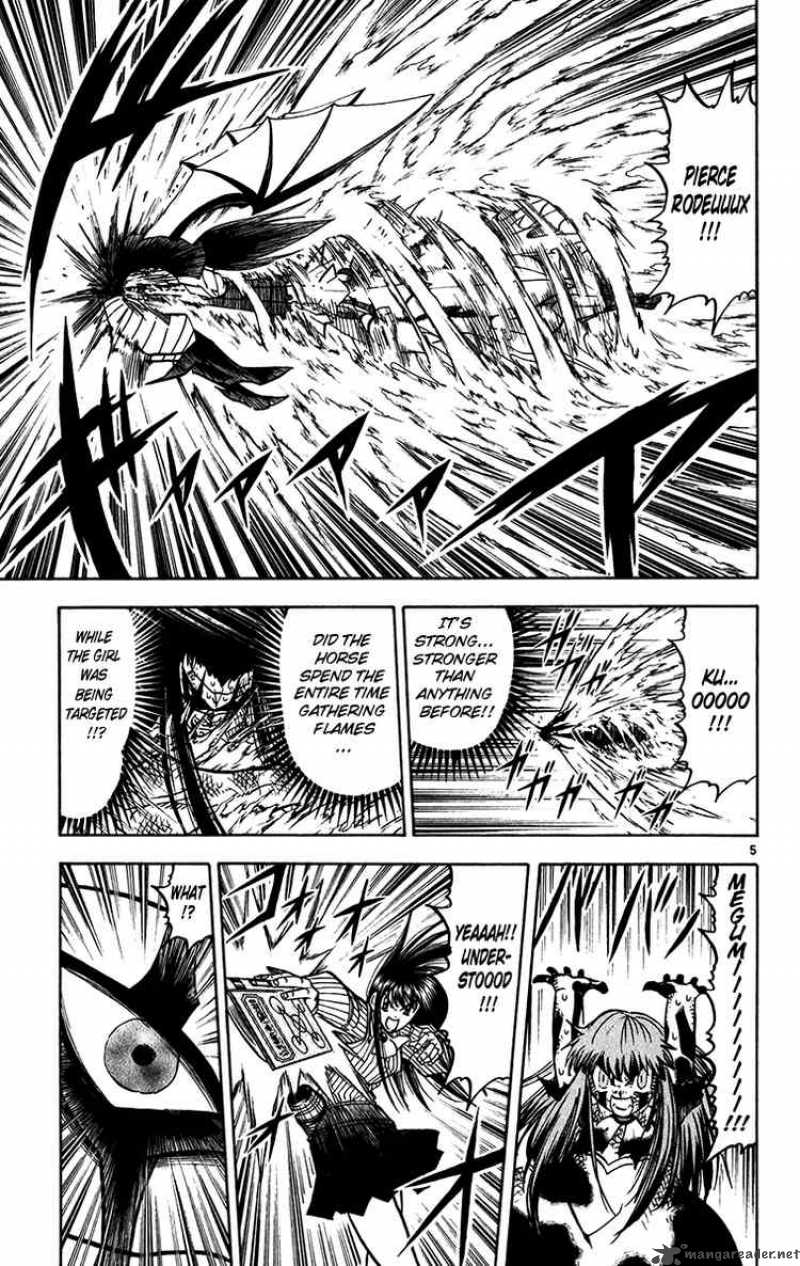 PIERCE
RODEUUUX
!!!
KU...
OOOOO
!!!
IT'S
STRONG...
STRONGER
THAN
ANYTHING
BEFORE!!
DID THE
HORSE
SPEND THE
ENTIRE TIME
GATHERING
FLAMES
...
WHILE
THE GIRL
WAS
BEING
TARGETED
!!?
5
MEGUMIIIIIIIII!!!
YEAAAH!!
UNDER-
STOOOD
!!!
WHAT
!?
mangareader.net